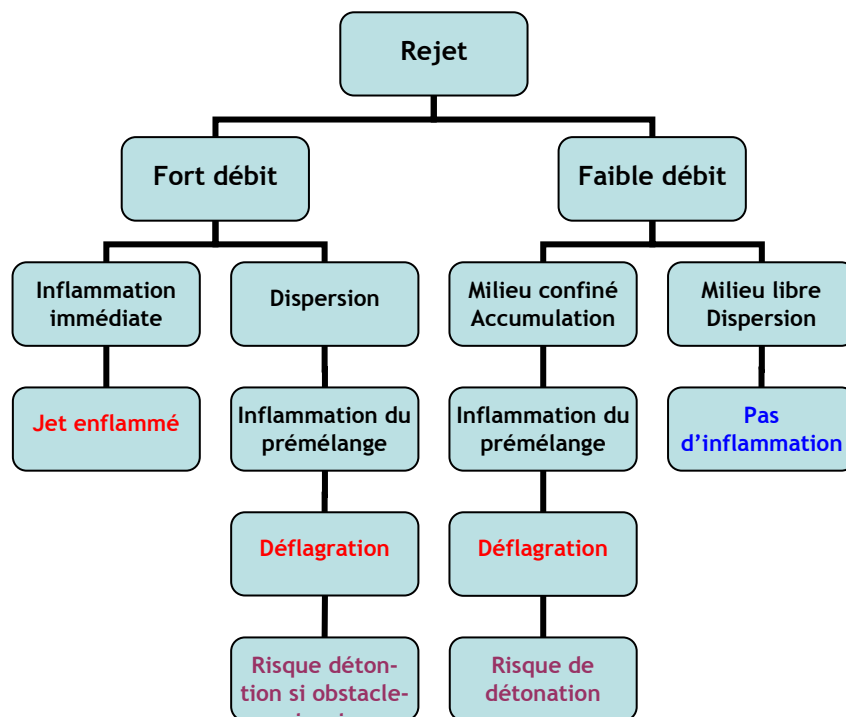 Rejet
Fort débit
Faible débit
Inflammation
immédiate
Dispersion
Milieu confiné
Accumulation
Milieu libre
Dispersion
Jet enflammé
Inflammation du
prémélange
Inflammation du
prémélange
Pas
d’inflammation
Déflagration
Déflagration
Risque déton-
tion si obstacle-
Risque de
détonation